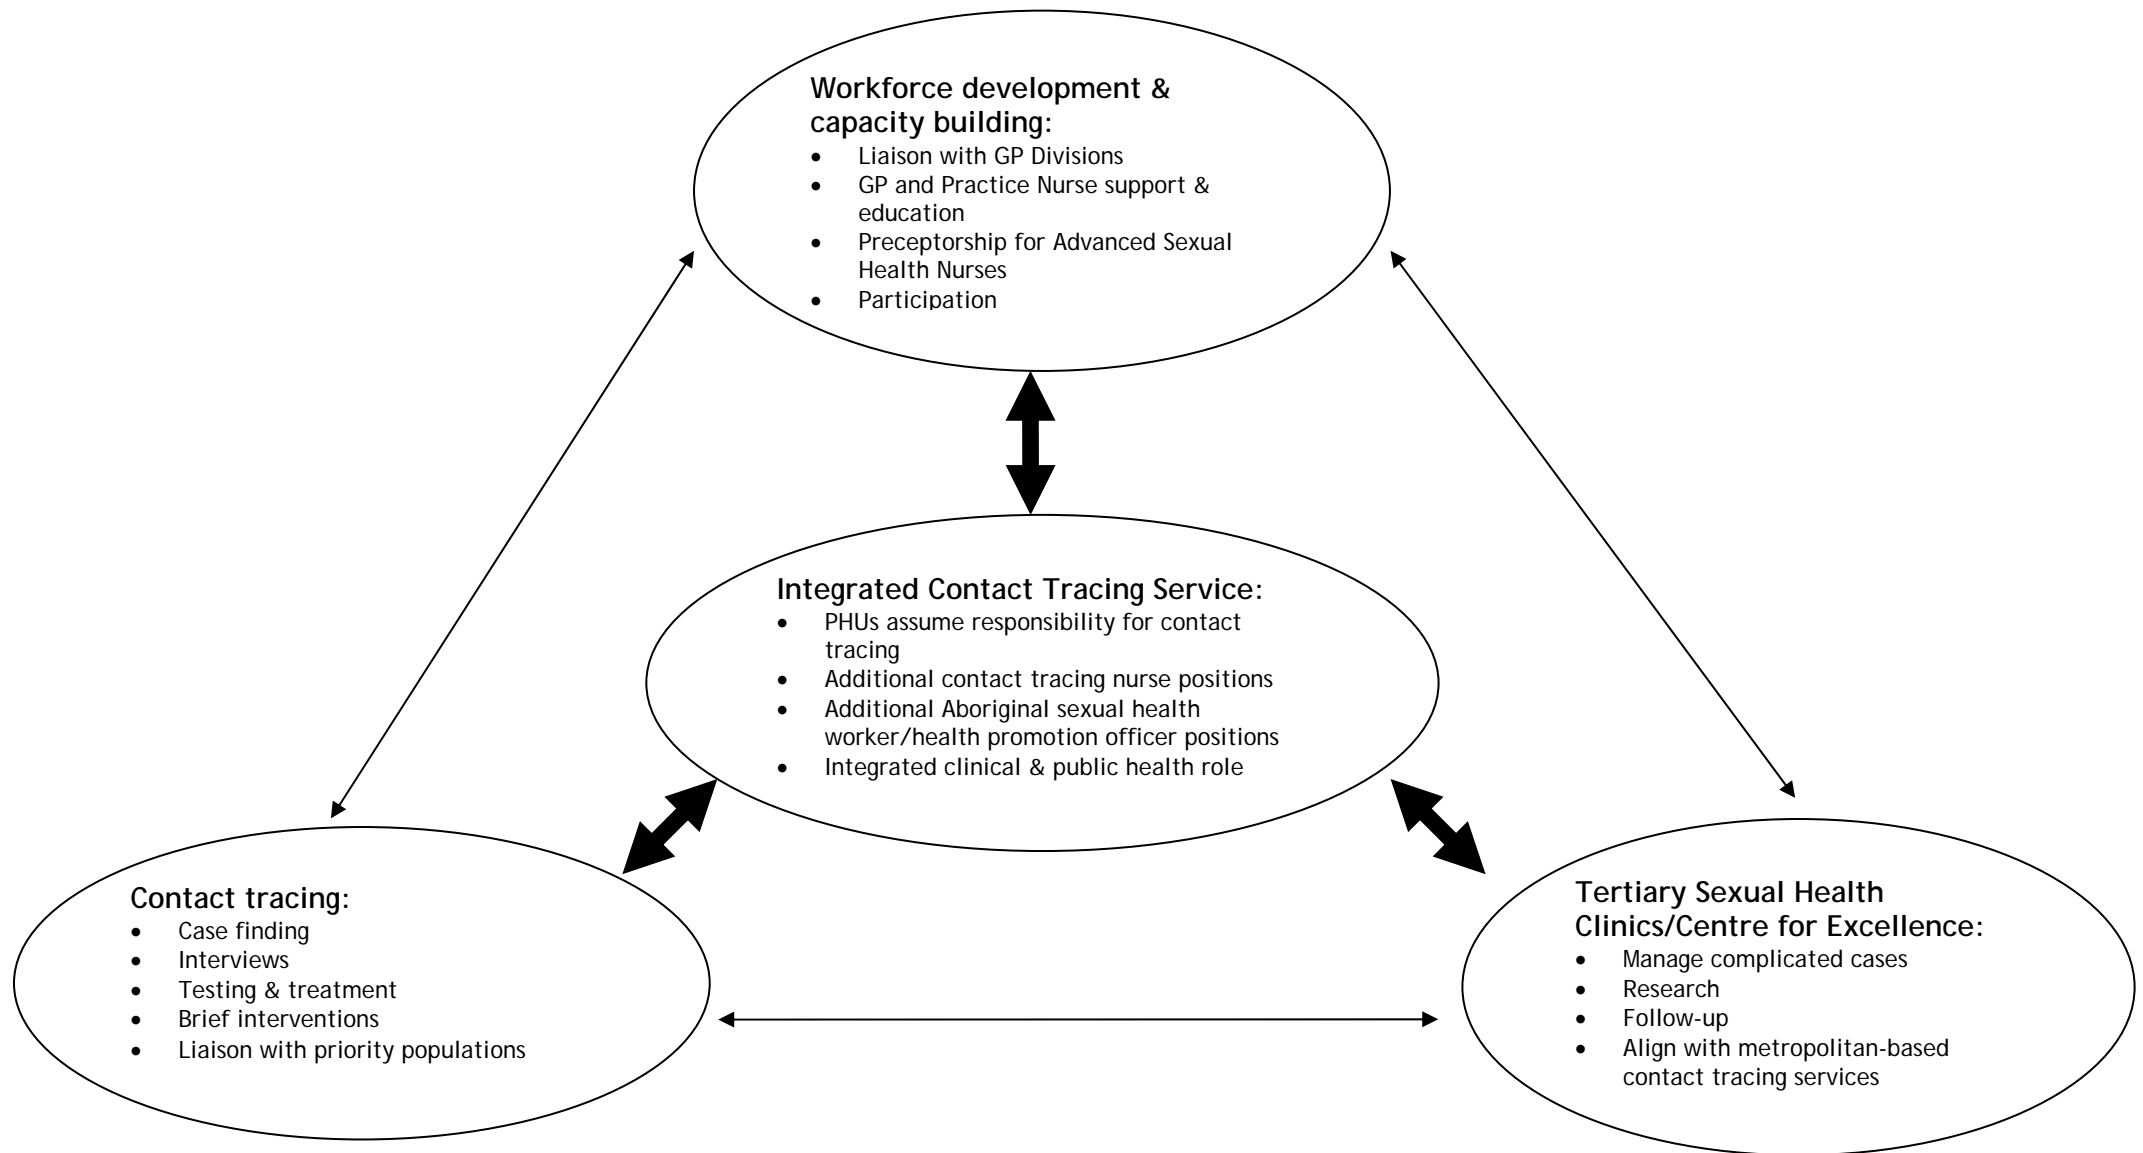 Workforce development &
capacity building:
• Liaison with GP Divisions
• GP and Practice Nurse support &
education
• Preceptorship for Advanced Sexual
Health Nurses
• Participation
Integrated Contact Tracing Service:
• PHUs assume responsibility for contact
tracing
• Additional contact tracing nurse positions
• Additional Aboriginal sexual health
worker/health promotion officer positions
• Integrated clinical & public health role
Contact tracing:
• Case finding
• Interviews
• Testing & treatment
• Brief interventions
• Liaison with priority populations
Tertiary Sexual Health
Clinics/Centre for Excellence:
• Manage complicated cases
• Research
• Follow-up
• Align with metropolitan-based
contact tracing services